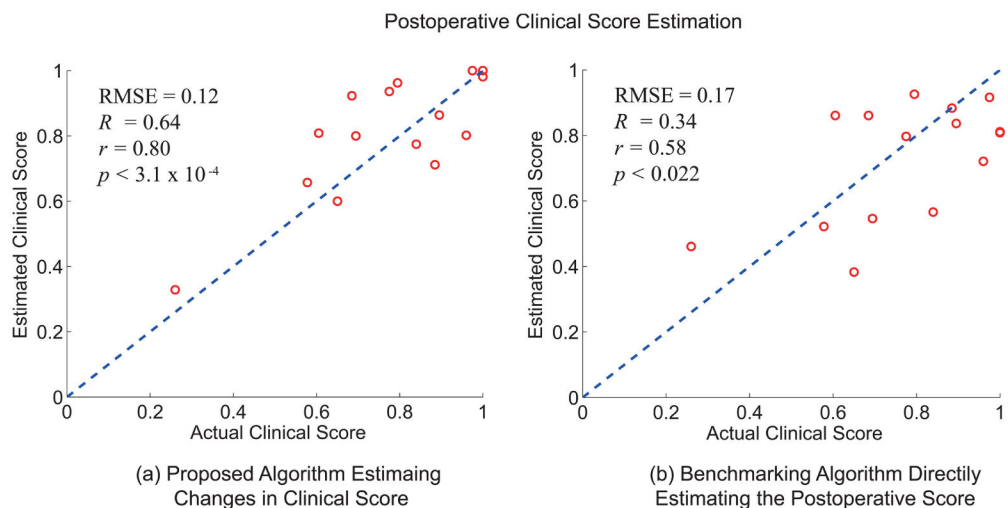 Postoperative Clinical Score Estimation
1
0.8
0.6
0.4
0.2
0
Estimated Clinical Score
RMSE = 0.12
R = 0.64
r = 0.80
p < 3.1 x 10⁻⁴
0
0.2
0.4
0.6
0.8
1
Actual Clinical Score
(a) Proposed Algorithm Estimaing
Changes in Clinical Score
1
0.8
0.6
0.4
0.2
0
Estimated Clinical Score
RMSE = 0.17
R = 0.34
r = 0.58
p < 0.022
0
0.2
0.4
0.6
0.8
1
Actual Clinical Score
(b) Benchmarking Algorithm Directily
Estimating the Postoperative Score